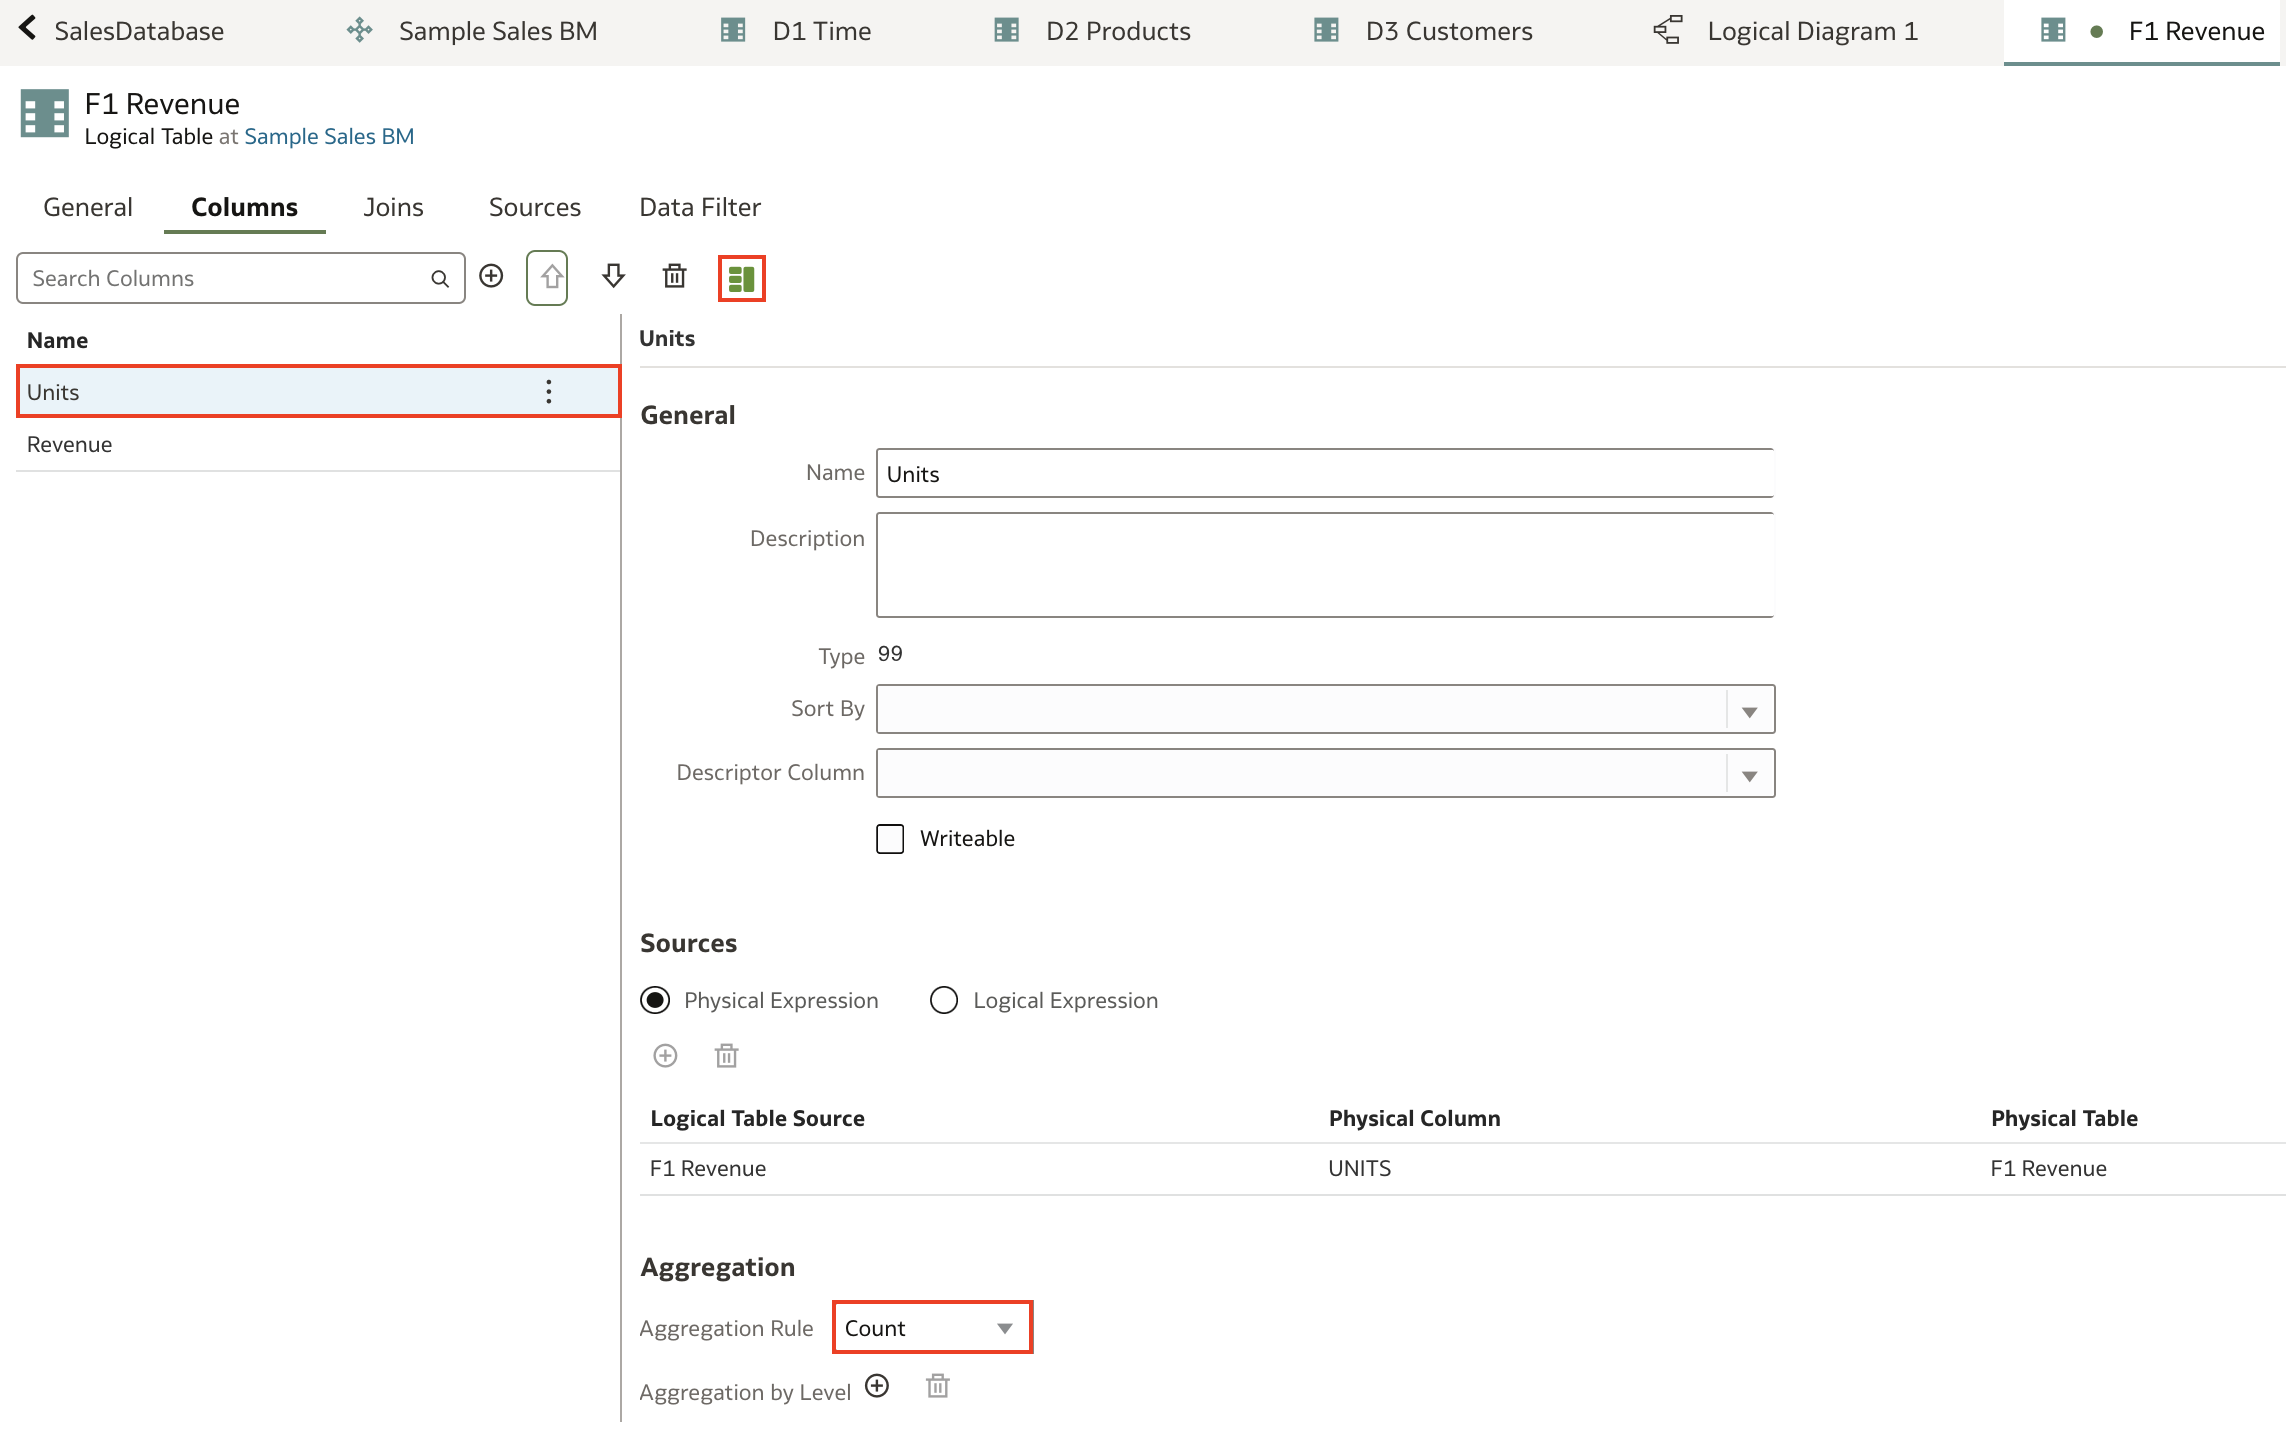 SalesDatabase Sample Sales BM D1 Time D2 Products D3 Customers Logical Diagram 1 F1 Revenue
F1 Revenue
Logical Table at Sample Sales BM
General Columns Joins Sources Data Filter
Search Columns
Name
Units
Revenue
Units
General
Name Units
Description
Type 99
Sort By
Descriptor Column
Writeable
Sources
Physical Expression Logical Expression
Logical Table Source Physical Column Physical Table
F1 Revenue UNITS F1 Revenue
Aggregation
Aggregation Rule Count
Aggregation by Level